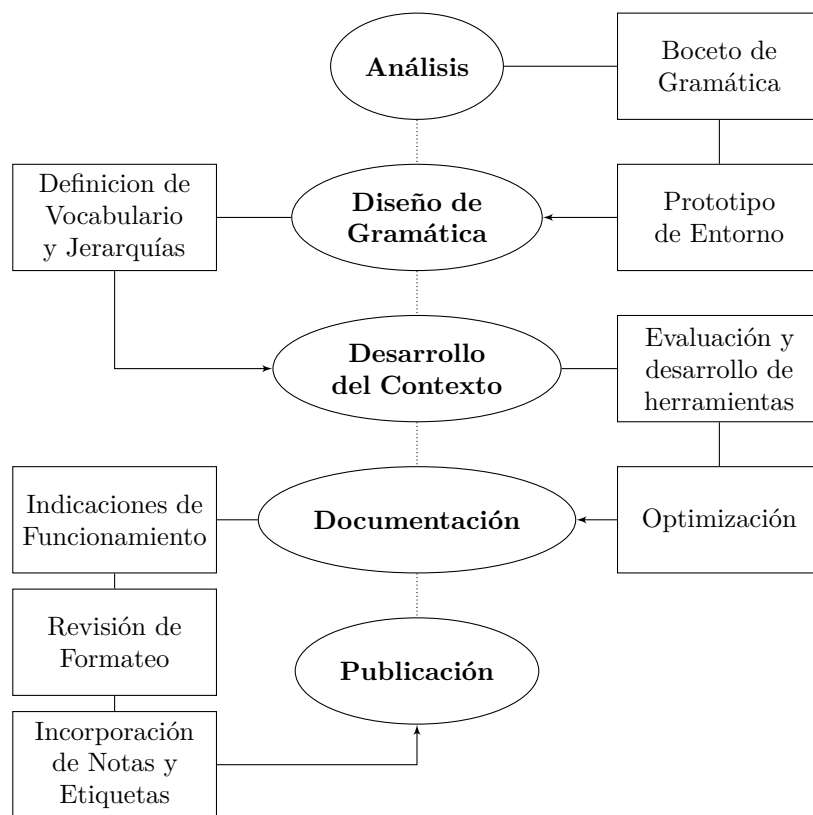 Análisis
Boceto de
Gramática
Definicion de
Vocabulario
y Jerarquías
Diseño de
Gramática
Prototipo
de Entorno
Desarrollo
del Contexto
Evaluación y
desarrollo de
herramientas
Indicaciones de
Funcionamiento
Documentación
Optimización
Revisión de
Formateo
Publicación
Incorporación
de Notas y
Etiquetas